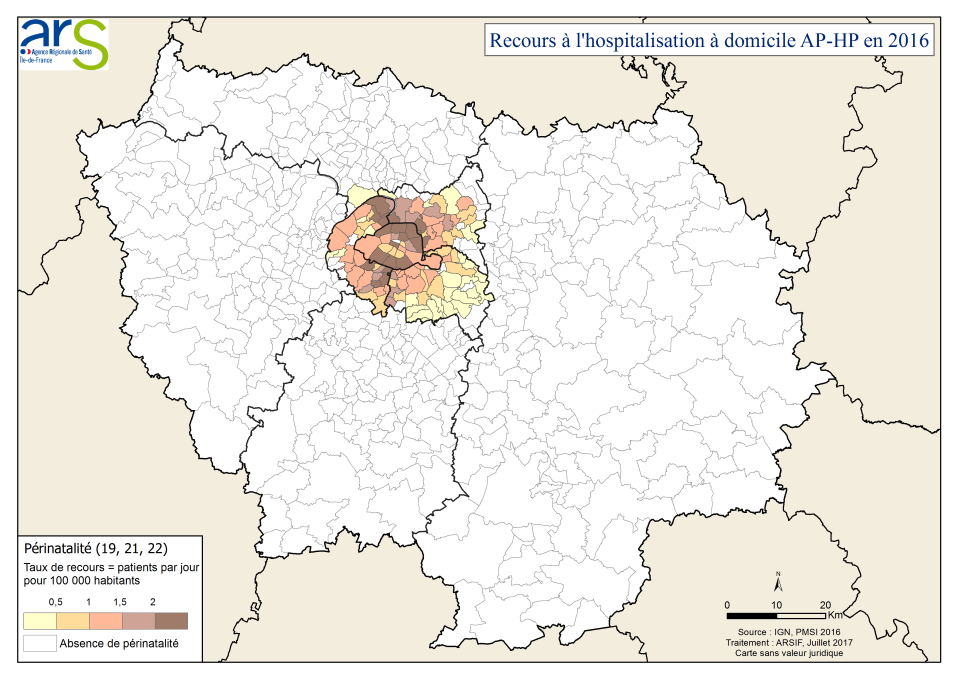 ars
Agence Régionale de Santé
Île-de-France
Recours à l'hospitalisation à domicile AP-HP en 2016
Périnatalité (19, 21, 22)
Taux de recours = patients par jour
pour 100 000 habitants
0,5 1 1,5 2
Absence de périnatalité
N
0 10 20
Km
Source : IGN, PMSI 2016
Traitement : ARSIF, Juillet 2017
Carte sans valeur juridique